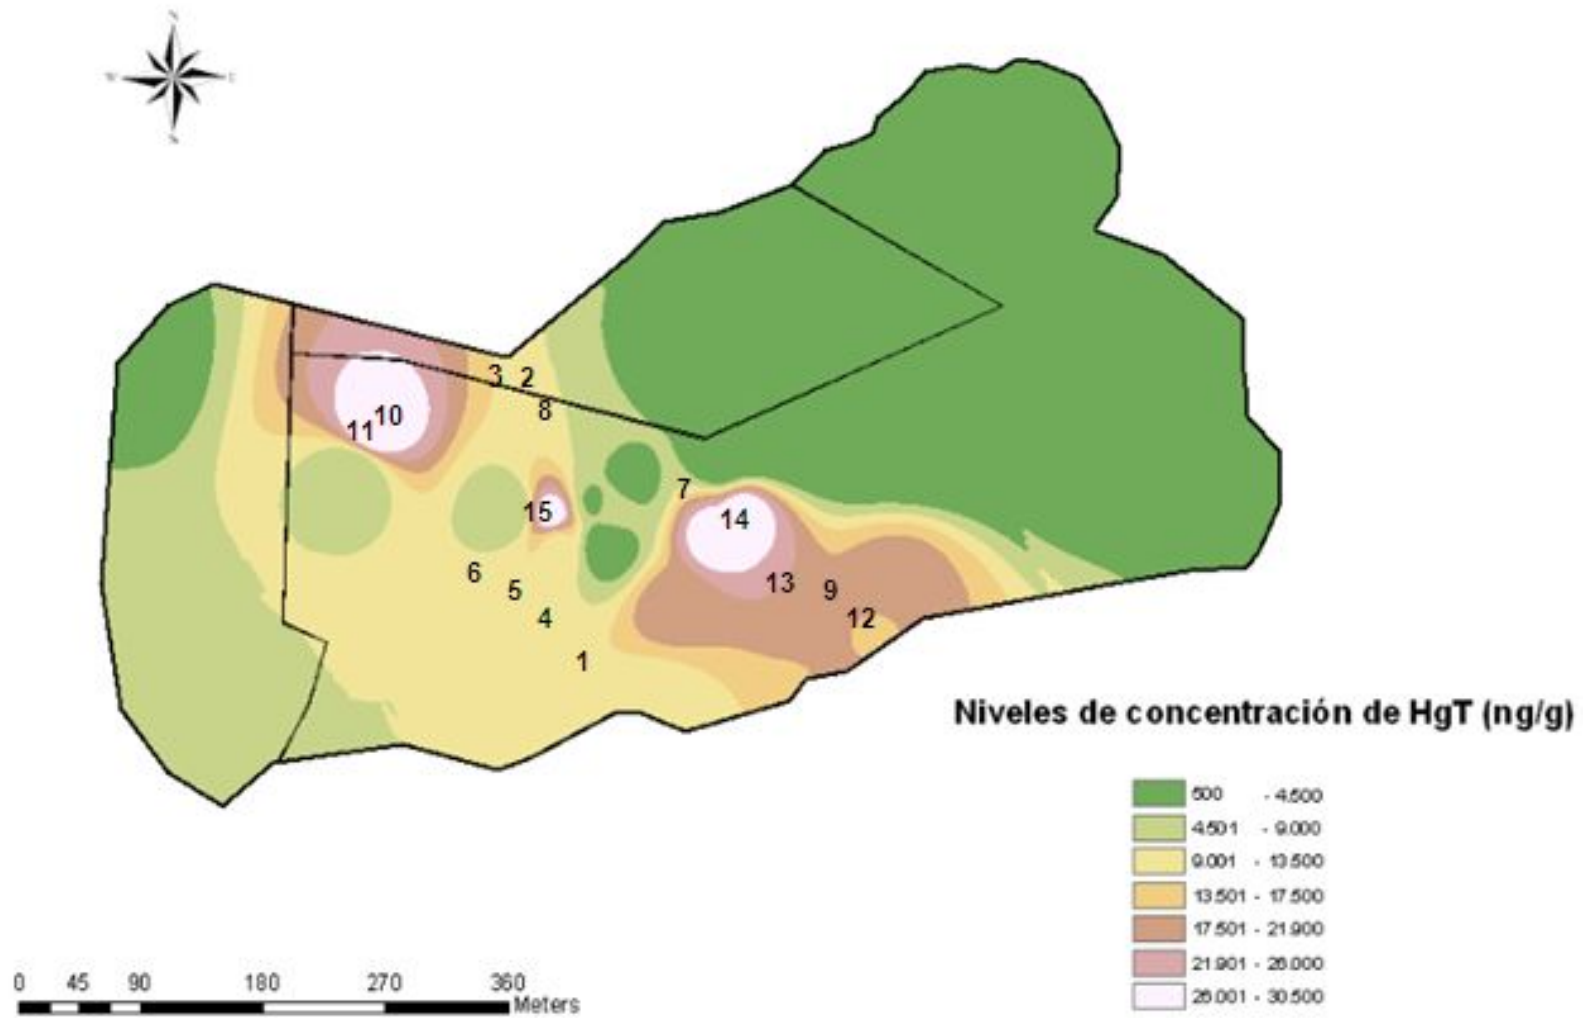 N
W E
S
3 2
8
10
11
7
15 14
6
13
5 9
4 12
1
Niveles de concentración de HgT (ng/g)
500 - 4.500
4.501 - 9.000
9.001 - 13.500
13.501 - 17.500
17.501 - 21.900
21.901 - 26.000
26.001 - 30.500
0 45 90 180 270 360
Meters